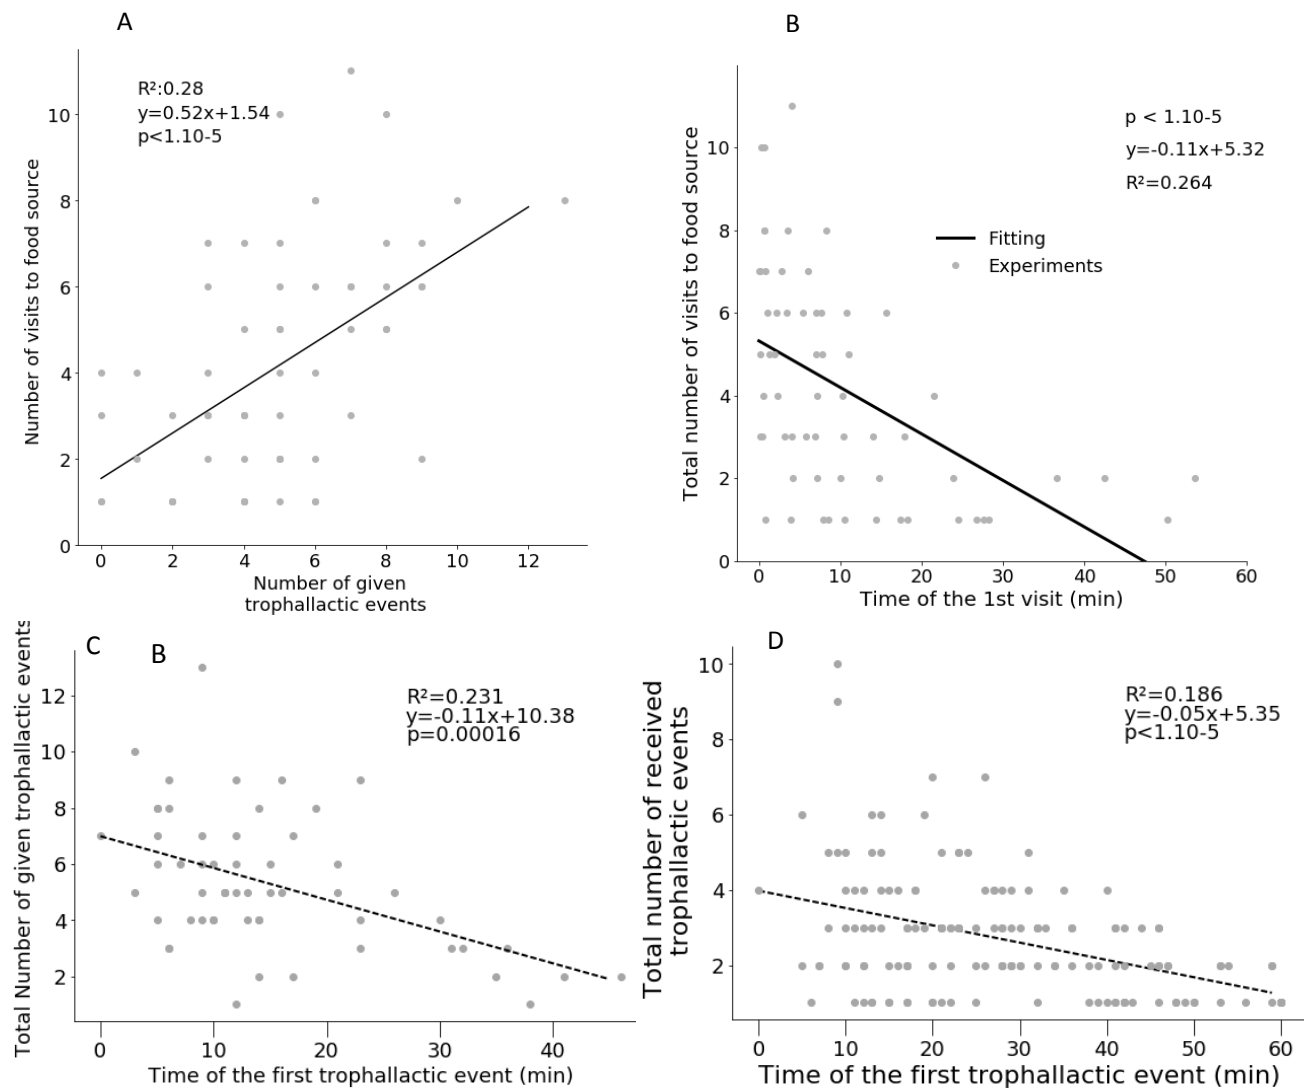 A
R²:0.28
y=0.52x+1.54
p<1.10-5
10
8
6
4
2
0
0 2 4 6 8 10 12
Number of visits to food source
Number of given
trophallactic events
B
p < 1.10-5
y=-0.11x+5.32
R²=0.264
Fitting
Experiments
10
8
6
4
2
0
0 10 20 30 40 50 60
Total number of visits to food source
Time of the 1st visit (min)
C B
R²=0.231
y=-0.11x+10.38
p=0.00016
12
10
8
6
4
2
0 10 20 30 40
Total Number of given trophallactic events
Time of the first trophallactic event (min)
D
R²=0.186
y=-0.05x+5.35
p<1.10-5
10
8
6
4
2
0 10 20 30 40 50 60
Total number of received
trophallactic events
Time of the first trophallactic event (min)